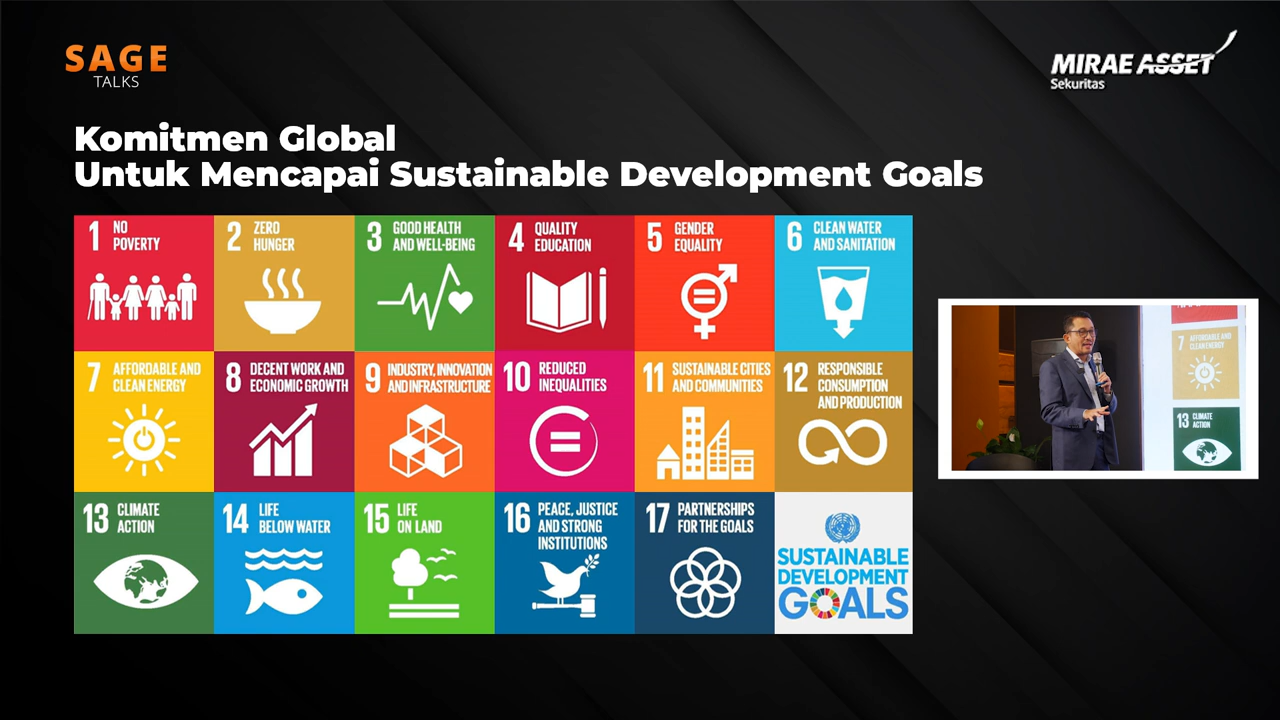 SAGE
TALKS
MIRAE ASSET
Sekuritas
Komitmen Global
Untuk Mencapai Sustainable Development Goals
1 NO
POVERTY
2 ZERO
HUNGER
3 GOOD HEALTH
AND WELL-BEING
4 QUALITY
EDUCATION
5 GENDER
EQUALITY
6 CLEAN WATER
AND SANITATION
7 AFFORDABLE AND
CLEAN ENERGY
8 DECENT WORK AND
ECONOMIC GROWTH
9 INDUSTRY, INNOVATION
AND INFRASTRUCTURE
10 REDUCED
INEQUALITIES
11 SUSTAINABLE CITIES
AND COMMUNITIES
12 RESPONSIBLE
CONSUMPTION
AND PRODUCTION
13 CLIMATE
ACTION
14 LIFE
BELOW WATER
15 LIFE
ON LAND
16 PEACE, JUSTICE
AND STRONG
INSTITUTIONS
17 PARTNERSHIPS
FOR THE GOALS
SUSTAINABLE
DEVELOPMENT
GOALS
7 AFFORDABLE AND
CLEAN ENERGY
13 CLIMATE
ACTION